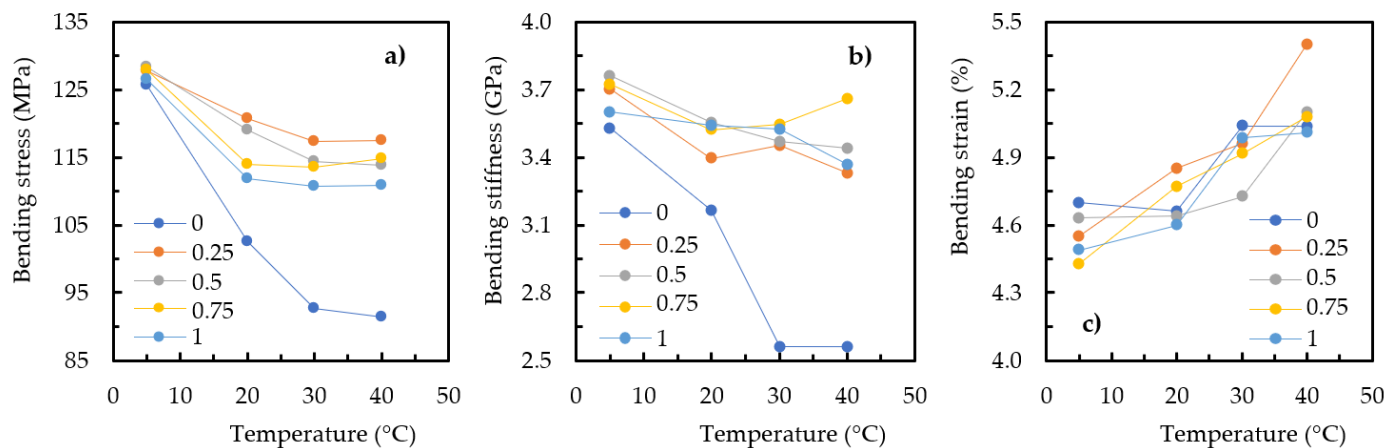 Bending stress (MPa)
135
125
115
105
95
85
a)
0
0.25
0.5
0.75
1
0 10 20 30 40 50
Temperature (°C)
Bending stiffness (GPa)
4.0
3.7
3.4
3.1
2.8
2.5
b)
0
0.25
0.5
0.75
1
0 10 20 30 40 50
Temperature (°C)
Bending strain (%)
5.5
5.2
4.9
4.6
4.3
4.0
c)
0
0.25
0.5
0.75
1
0 10 20 30 40 50
Temperature (°C)